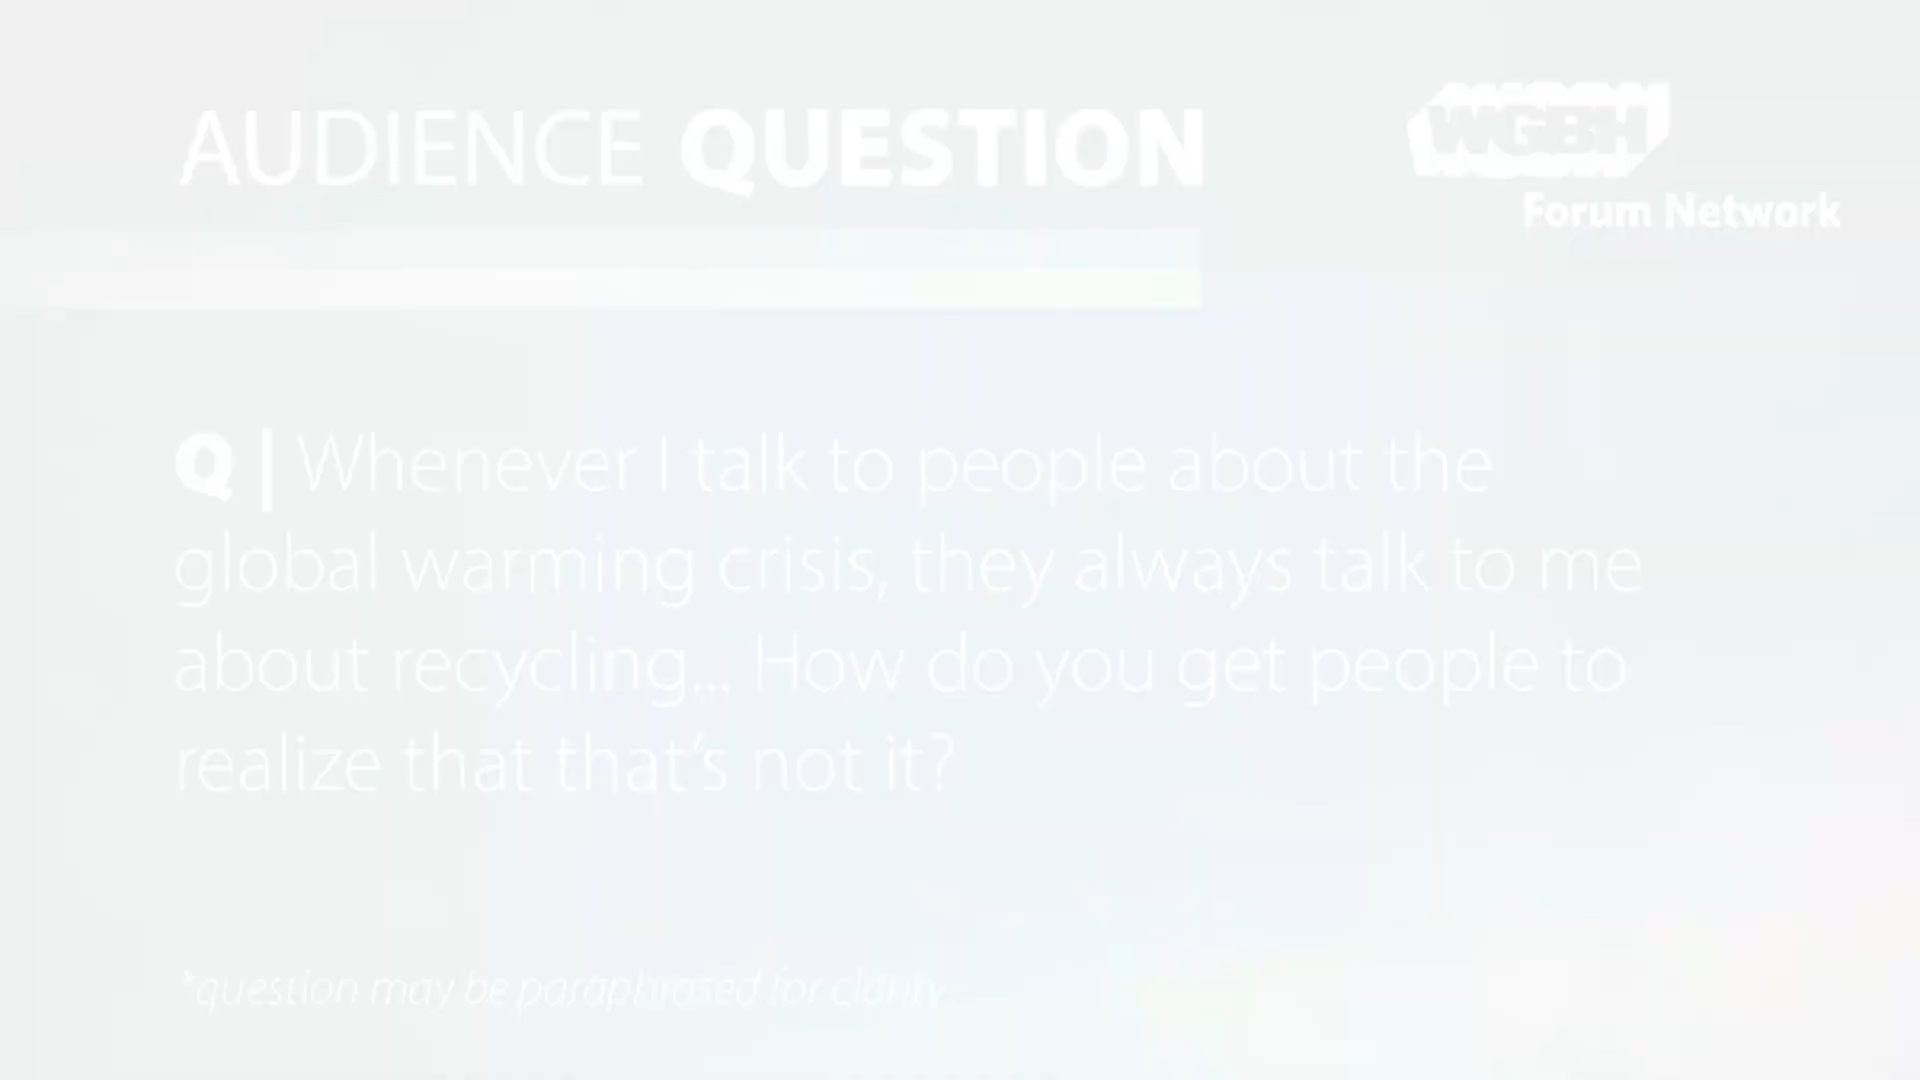 AUDIENCE QUESTION
WGBH
Forum Network
Q | Whenever I talk to people about the
global warming crisis, they always talk to me
about recycling... How do you get people to
realize that that's not it?
*question may be paraphrased for clarity